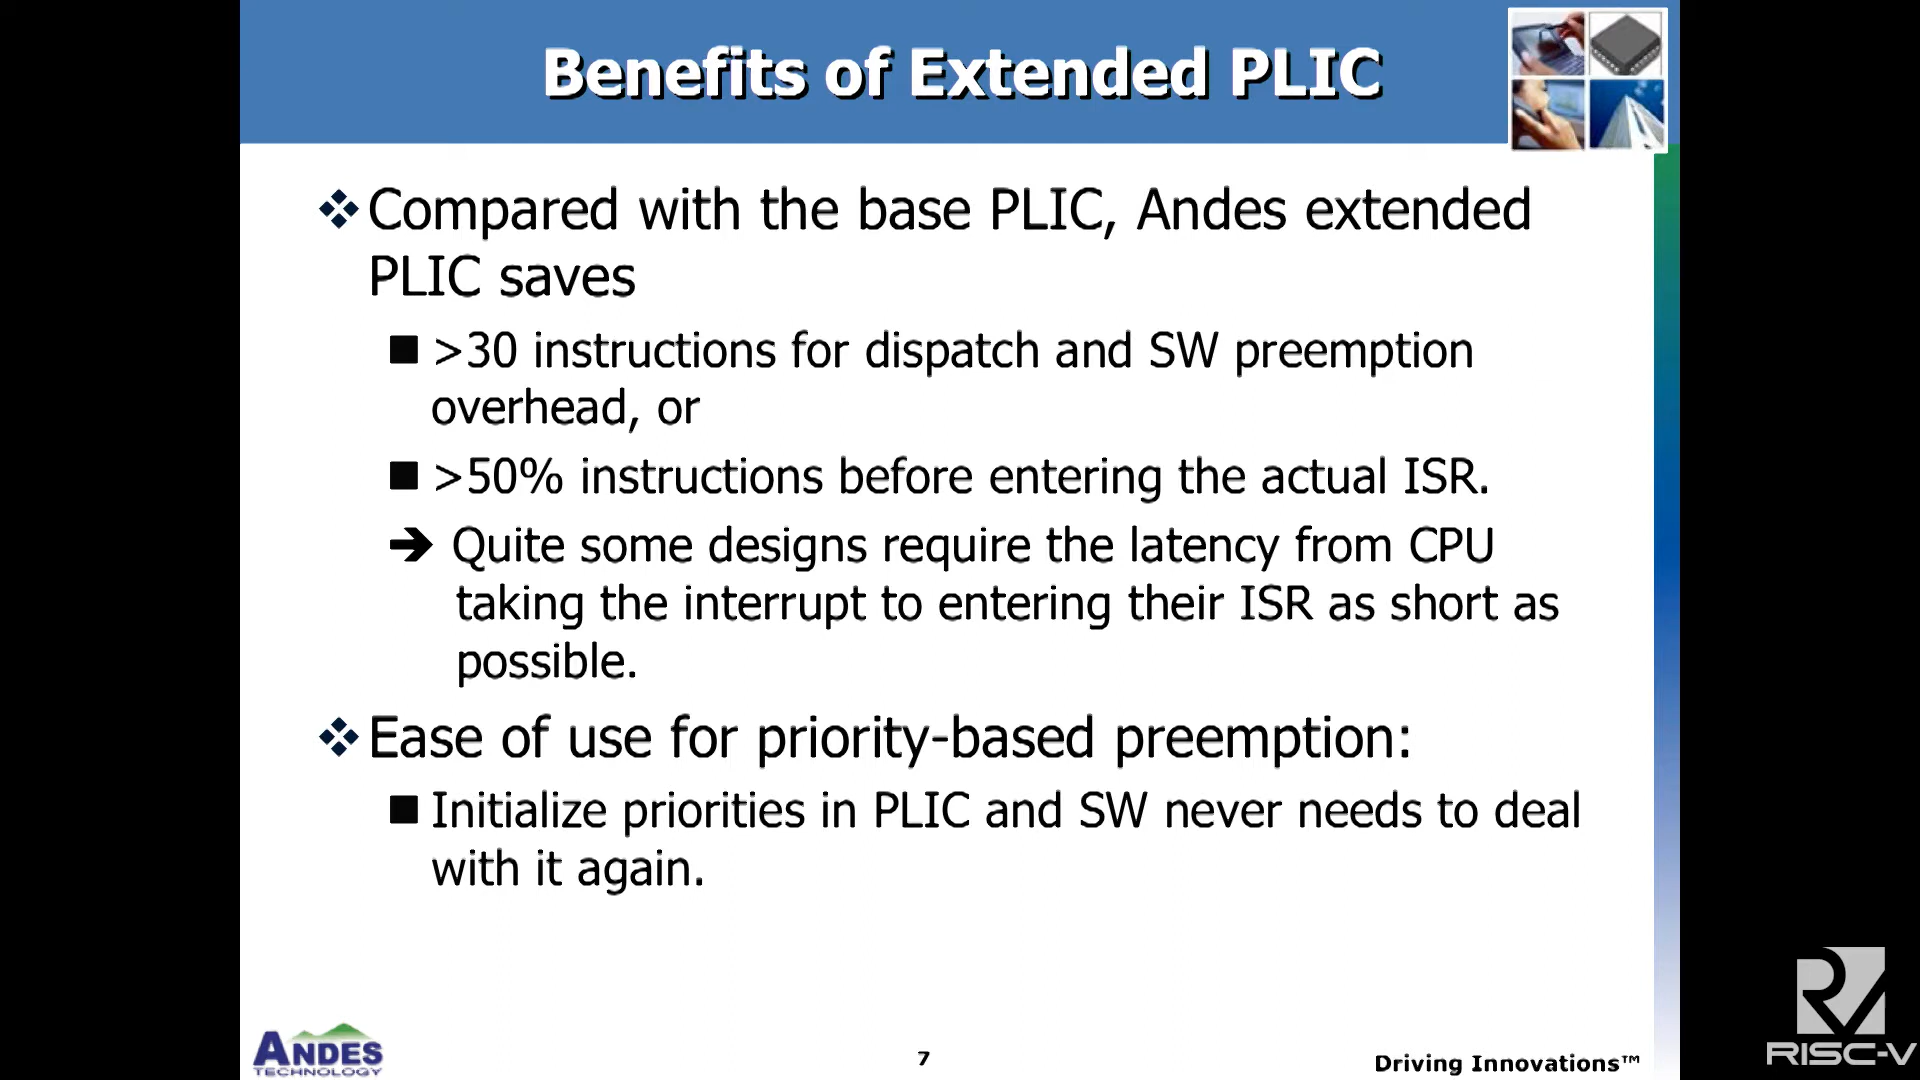 Benefits of Extended PLIC
Compared with the base PLIC, Andes extended
PLIC saves
>30 instructions for dispatch and SW preemption
overhead, or
>50% instructions before entering the actual ISR.
➔ Quite some designs require the latency from CPU
taking the interrupt to entering their ISR as short as
possible.
Ease of use for priority-based preemption:
Initialize priorities in PLIC and SW never needs to deal
with it again.
ANDES
TECHNOLOGY
7
Driving Innovations™
RISC-V